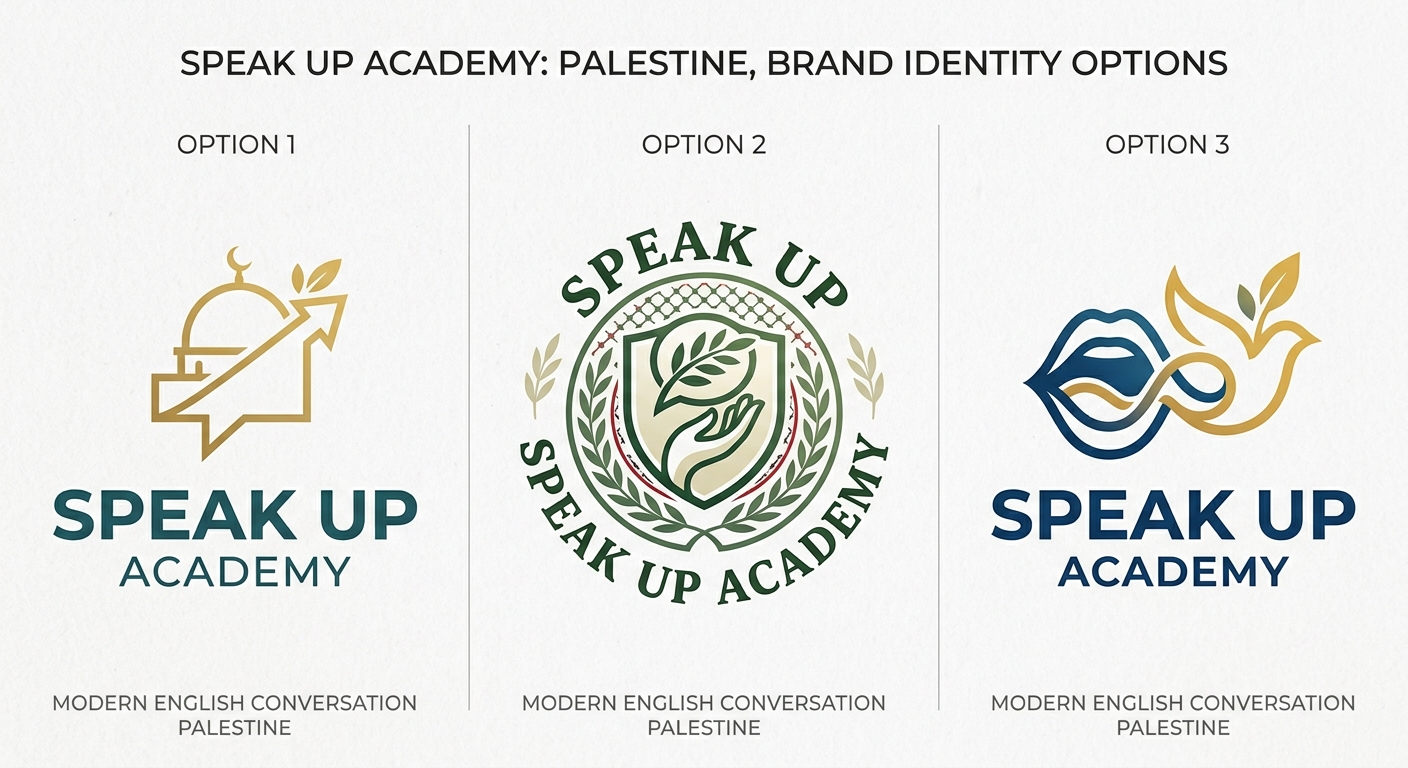 SPEAK UP ACADEMY: PALESTINE, BRAND IDENTITY OPTIONS
OPTION 1
SPEAK UP
ACADEMY
MODERN ENGLISH CONVERSATION
PALESTINE
OPTION 2
SPEAK UP
SPEAK UP ACADEMY
MODERN ENGLISH CONVERSATION
PALESTINE
OPTION 3
SPEAK UP
ACADEMY
MODERN ENGLISH CONVERSATION
PALESTINE